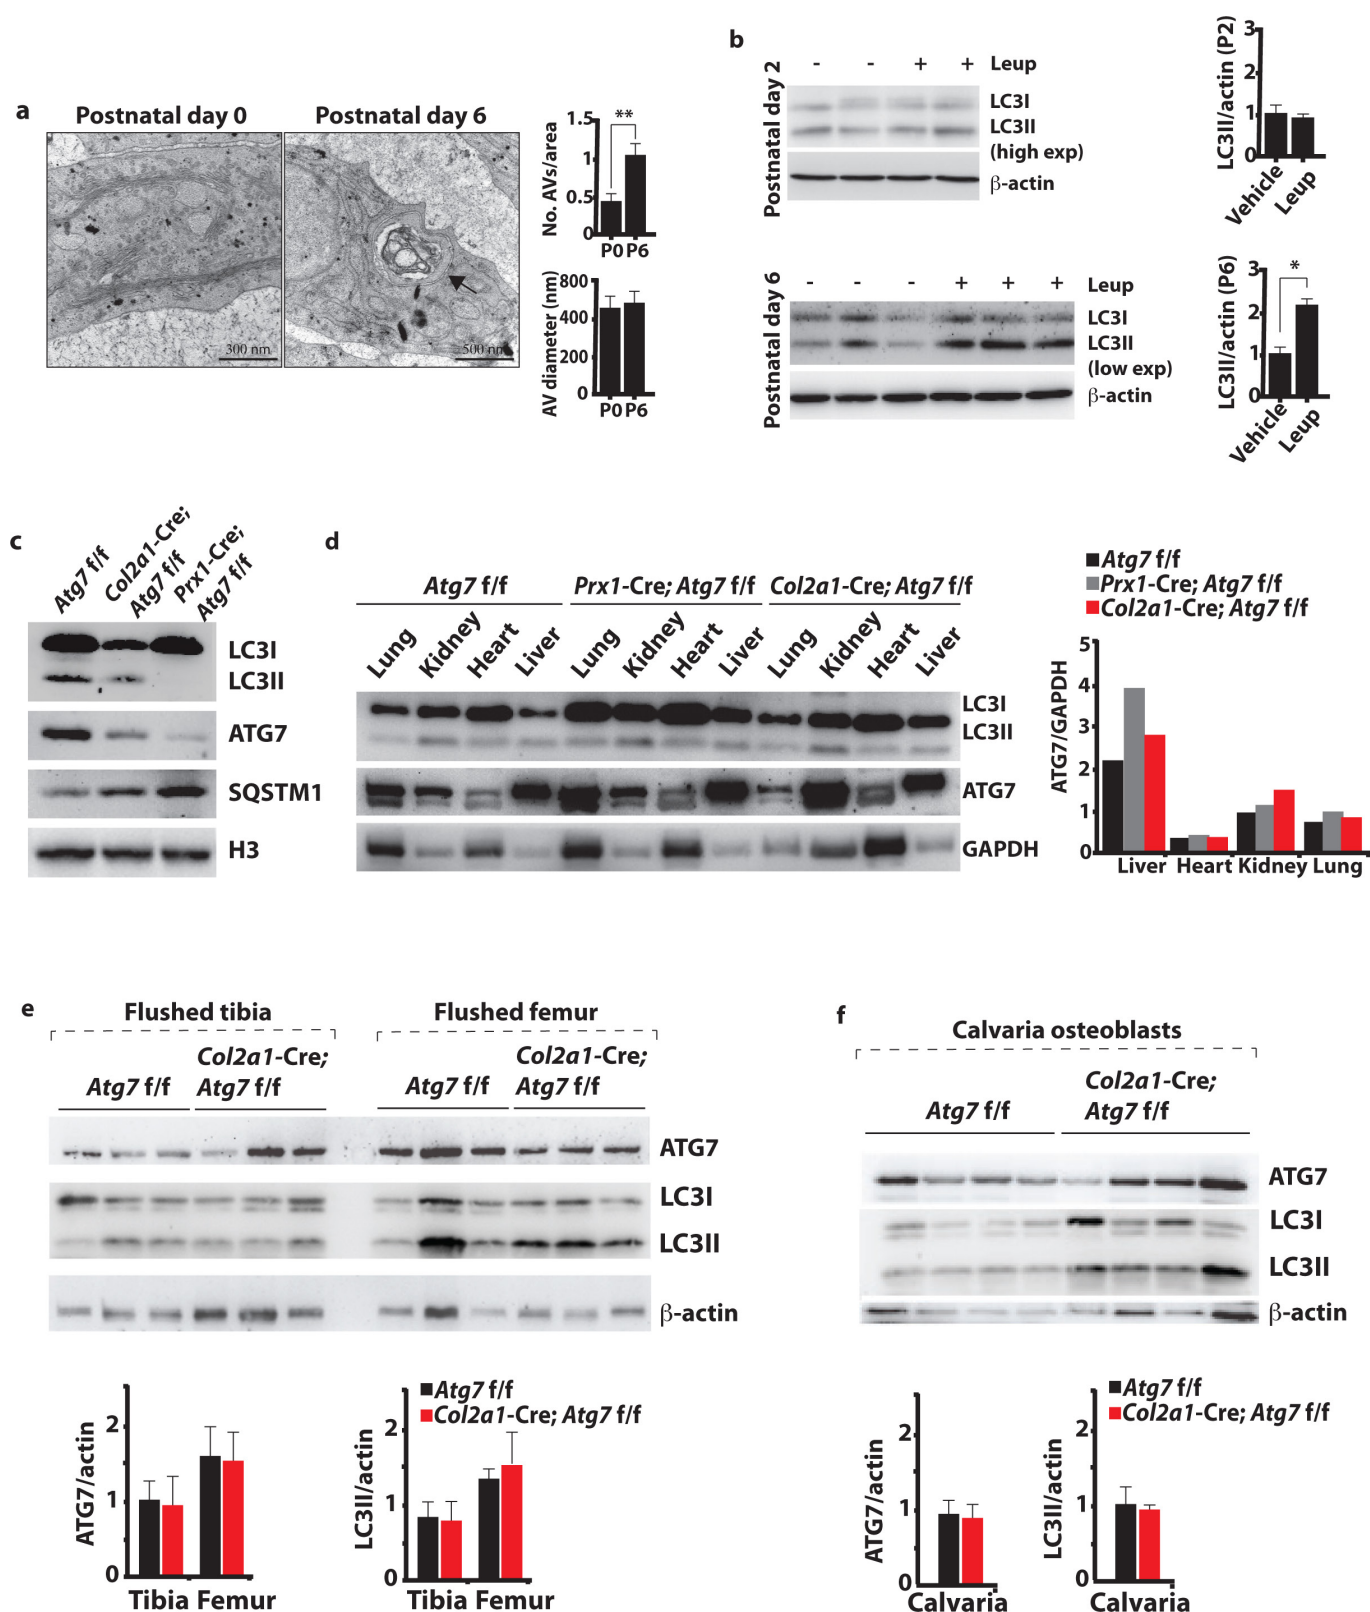 a
Postnatal day 0
Postnatal day 6
300 nm
500 nm
No. AVs/area
1.5
1
0.5
0
**
P0 P6
AV diameter (nm)
800
600
400
200
0
P0 P6
b
Postnatal day 2
- - + + Leup
LC3I
LC3II
(high exp)
β-actin
LC3II/actin (P2)
3
2
1
0
Vehicle
Leup
Postnatal day 6
- - - + + + Leup
LC3I
LC3II
(low exp)
β-actin
LC3II/actin (P6)
3
2
1
0
*
Vehicle
Leup
c
Atg7 f/f
Col2a1-Cre;
Atg7 f/f
Prx1-Cre;
Atg7 f/f
LC3I
LC3II
ATG7
SQSTM1
H3
d
Atg7 f/f
Prx1-Cre; Atg7 f/f
Col2a1-Cre; Atg7 f/f
Lung Kidney Heart Liver Lung Kidney Heart Liver Lung Kidney Heart Liver
LC3I
LC3II
ATG7
GAPDH
Atg7 f/f
Prx1-Cre; Atg7 f/f
Col2a1-Cre; Atg7 f/f
ATG7/GAPDH
5
4
3
2
1
0
Liver Heart Kidney Lung
e
Flushed tibia
Flushed femur
Atg7 f/f
Col2a1-Cre;
Atg7 f/f
Atg7 f/f
Col2a1-Cre;
Atg7 f/f
ATG7
LC3I
LC3II
β-actin
ATG7/actin
2
1
0
Tibia Femur
LC3II/actin
2
1
0
Tibia Femur
Atg7 f/f
Col2a1-Cre; Atg7 f/f
f
Calvaria osteoblasts
Atg7 f/f
Col2a1-Cre;
Atg7 f/f
ATG7
LC3I
LC3II
β-actin
ATG7/actin
2
1
0
Calvaria
LC3II/actin
2
1
0
Calvaria
Atg7 f/f
Col2a1-Cre; Atg7 f/f